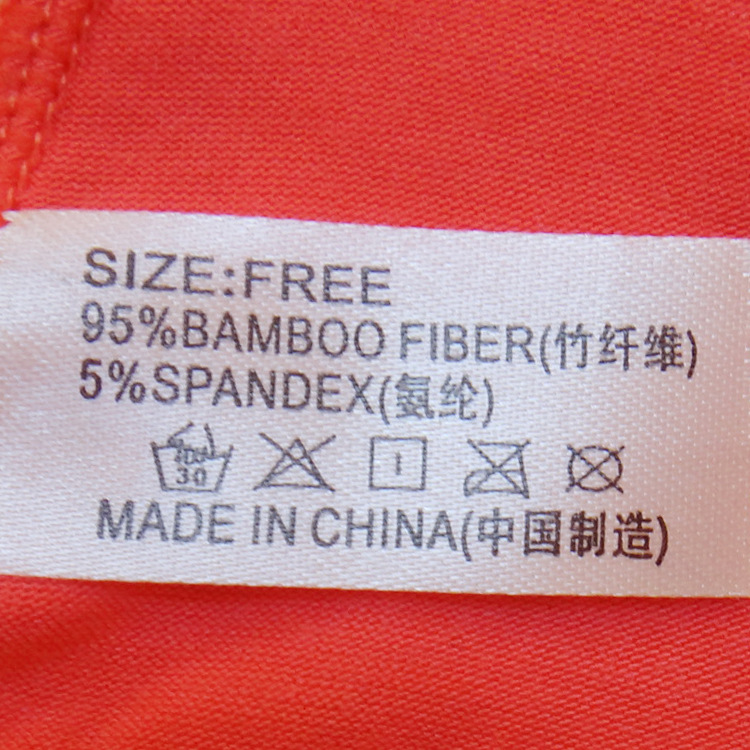 SIZE:FREE
95%BAMBOO FIBER(竹纤维)
5%SPANDEX(氨纶)
30
MADE IN CHINA(中国制造)